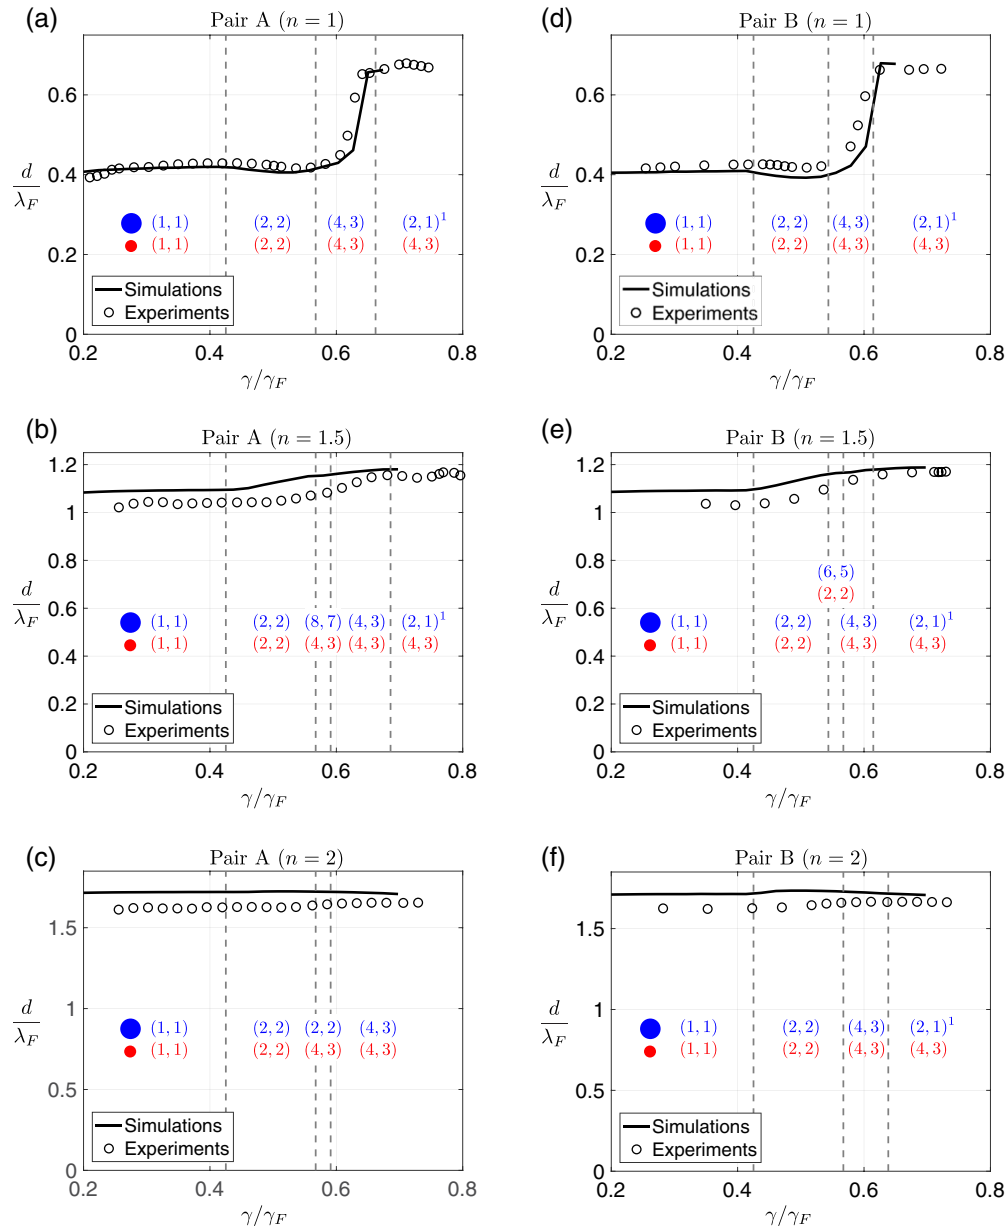 (a)
Pair A (n = 1)
0.6
0.4
0.2
0
d/λ_F
(1, 1) (2, 2) (4, 3) (2, 1)¹
(1, 1) (2, 2) (4, 3) (4, 3)
Simulations
Experiments
0.2 0.4 0.6 0.8
γ/γ_F
(d)
Pair B (n = 1)
0.6
0.4
0.2
0
d/λ_F
(1, 1) (2, 2) (4, 3) (2, 1)¹
(1, 1) (2, 2) (4, 3) (4, 3)
Simulations
Experiments
0.2 0.4 0.6 0.8
γ/γ_F
(b)
Pair A (n = 1.5)
1.2
1
0.8
0.6
0.4
0.2
0
d/λ_F
(1, 1) (2, 2) (8, 7) (4, 3) (2, 1)¹
(1, 1) (2, 2) (4, 3) (4, 3) (4, 3)
Simulations
Experiments
0.2 0.4 0.6 0.8
γ/γ_F
(e)
Pair B (n = 1.5)
1.2
1
0.8
0.6
0.4
0.2
0
d/λ_F
(6, 5)
(2, 2)
(1, 1) (2, 2) (4, 3) (2, 1)¹
(1, 1) (2, 2) (4, 3) (4, 3)
Simulations
Experiments
0.2 0.4 0.6 0.8
γ/γ_F
(c)
Pair A (n = 2)
1.5
1
0.5
0
d/λ_F
(1, 1) (2, 2) (2, 2) (4, 3)
(1, 1) (2, 2) (4, 3) (4, 3)
Simulations
Experiments
0.2 0.4 0.6 0.8
γ/γ_F
(f)
Pair B (n = 2)
1.5
1
0.5
0
d/λ_F
(1, 1) (2, 2) (4, 3) (2, 1)¹
(1, 1) (2, 2) (4, 3) (4, 3)
Simulations
Experiments
0.2 0.4 0.6 0.8
γ/γ_F